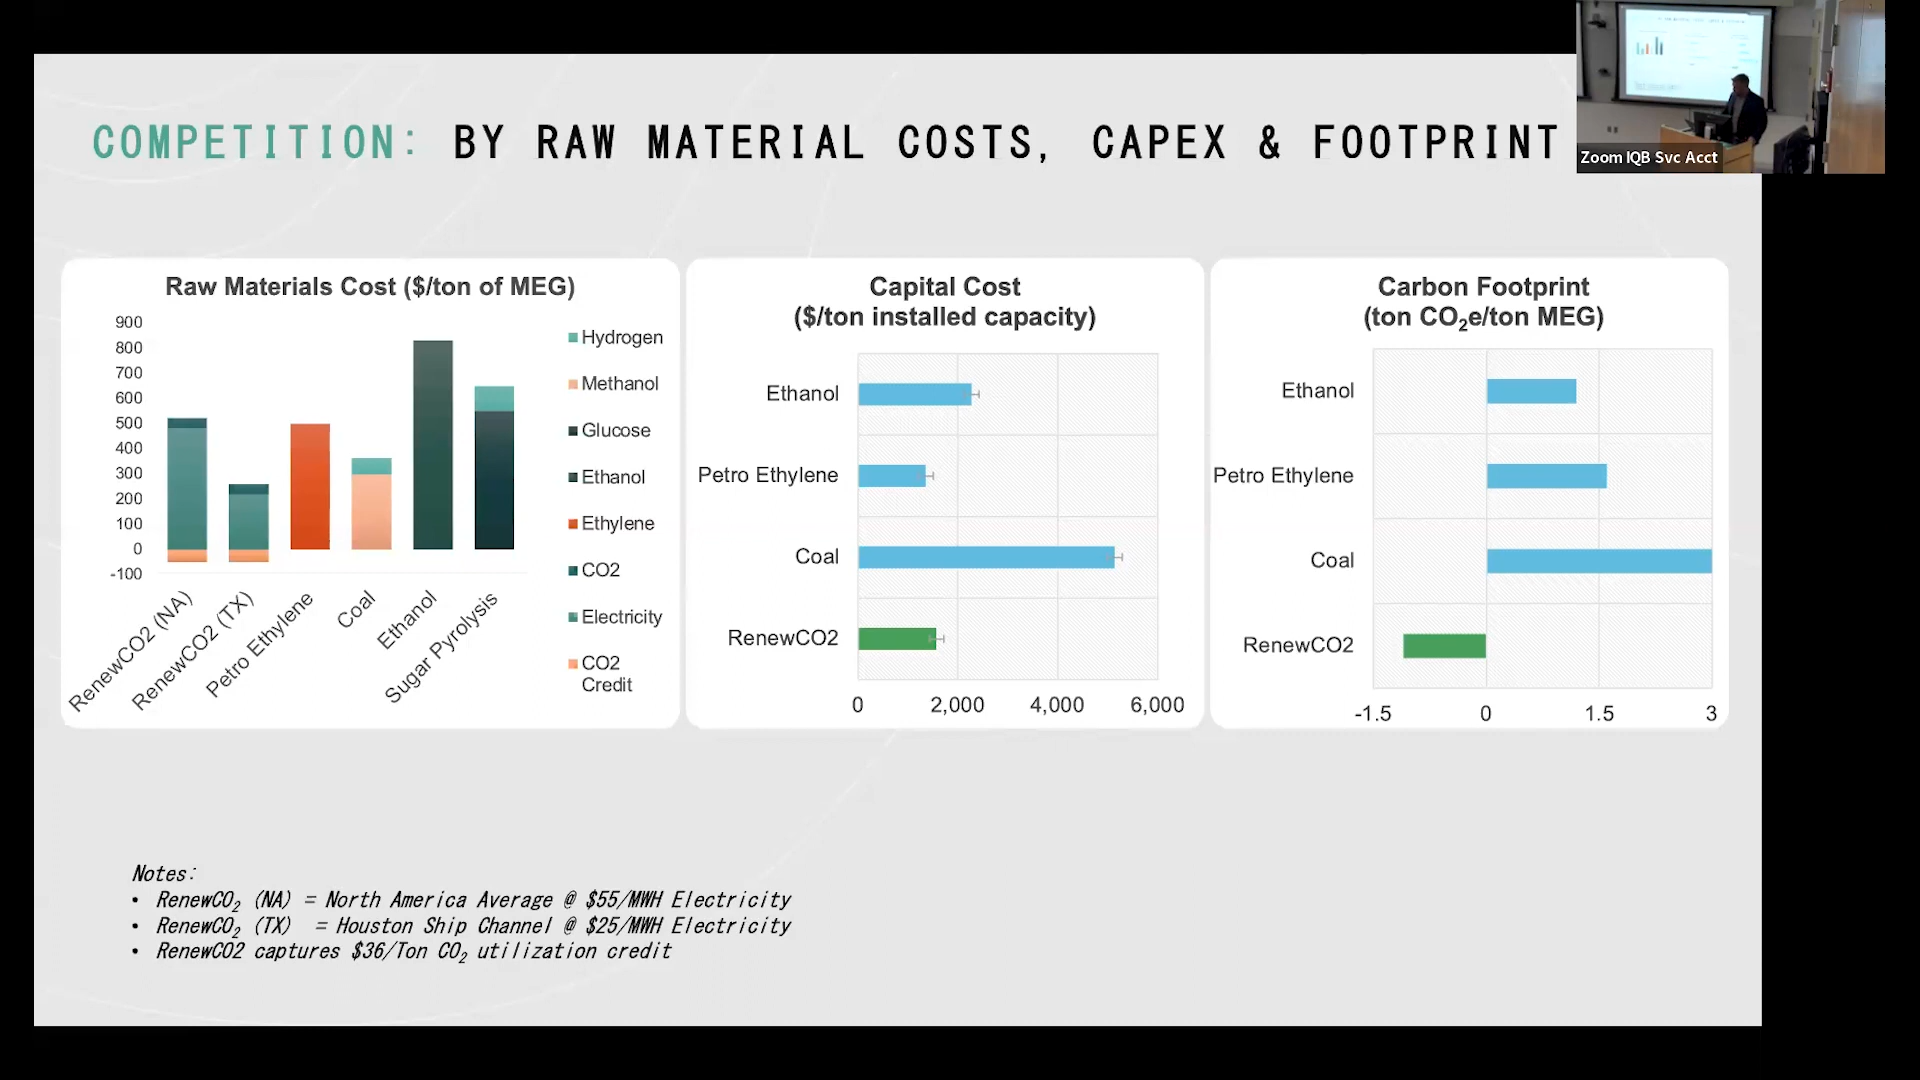 COMPETITION: BY RAW MATERIAL COSTS, CAPEX & FOOTPRINT
Zoom IQB Svc Acct
Raw Materials Cost ($/ton of MEG)
900
800
700
600
500
400
300
200
100
0
-100
RenewCO2 (NA)
RenewCO2 (TX)
Petro Ethylene
Coal
Ethanol
Sugar Pyrolysis
Hydrogen
Methanol
Glucose
Ethanol
Ethylene
CO2
Electricity
CO2
Credit
Capital Cost
($/ton installed capacity)
Ethanol
Petro Ethylene
Coal
RenewCO2
0 2,000 4,000 6,000
Carbon Footprint
(ton CO₂e/ton MEG)
Ethanol
Petro Ethylene
Coal
RenewCO2
-1.5 0 1.5 3
Notes:
• RenewCO₂ (NA) = North America Average @ $55/MWH Electricity
• RenewCO₂ (TX) = Houston Ship Channel @ $25/MWH Electricity
• RenewCO2 captures $36/Ton CO₂ utilization credit